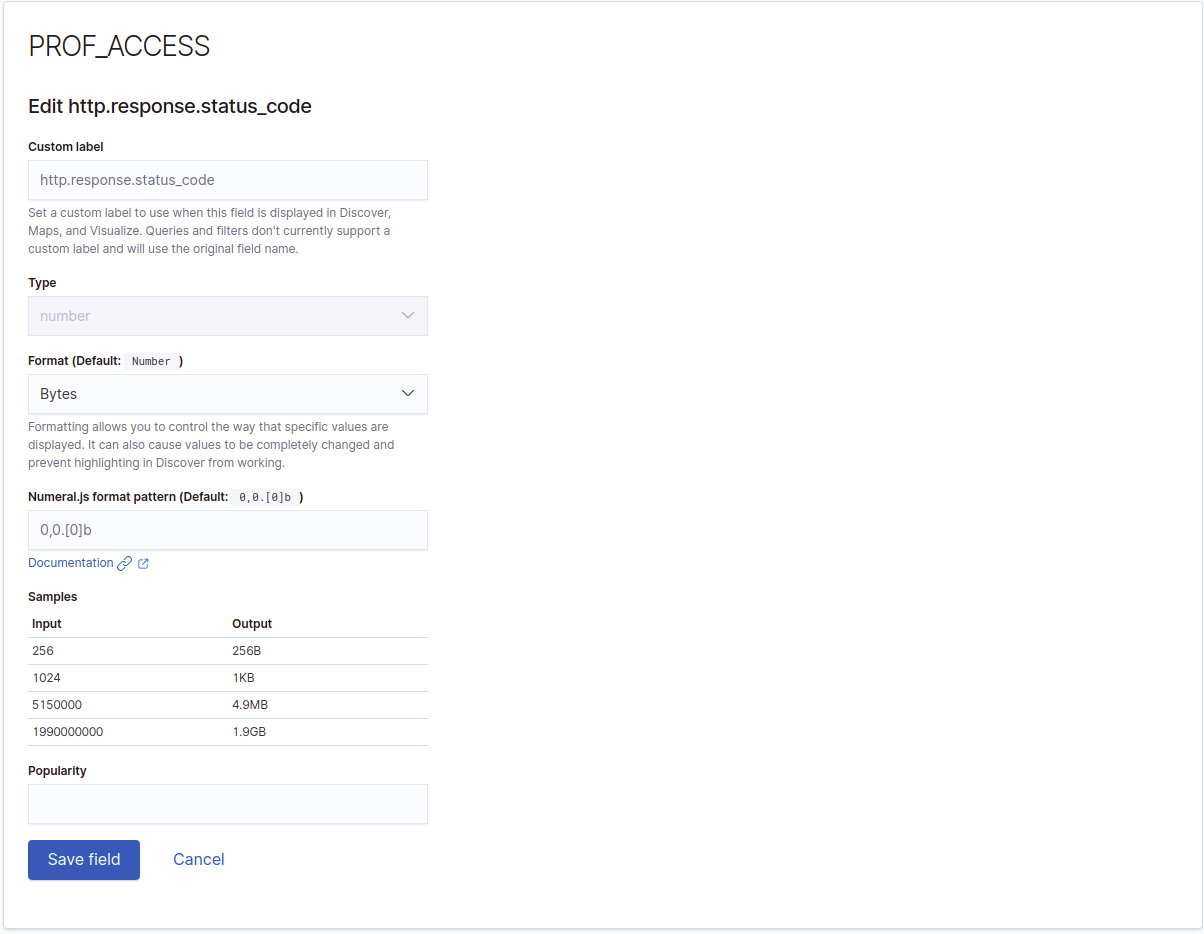 PROF_ACCESS
Edit http.response.status_code
Custom label
http.response.status_code
Set a custom label to use when this field is displayed in Discover,
Maps, and Visualize. Queries and filters don't currently support a
custom label and will use the original field name.
Type
number
Format (Default: Number )
Bytes
Formatting allows you to control the way that specific values are
displayed. It can also cause values to be completely changed and
prevent highlighting in Discover from working.
Numeral.js format pattern (Default: 0,0.[0]b )
0,0.[0]b
Documentation
Samples
Input Output
256 256B
1024 1KB
5150000 4.9MB
1990000000 1.9GB
Popularity
Save field Cancel